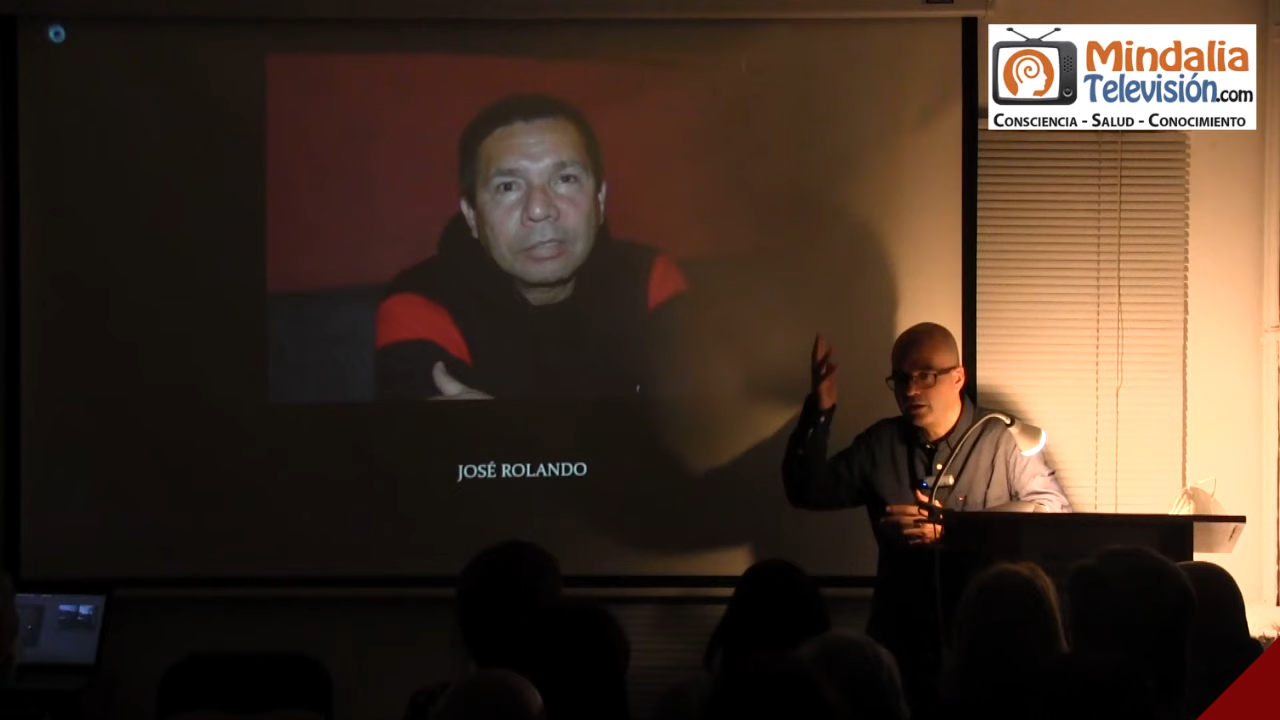 Mindalia
Televisión.com
CONSCIENCIA - SALUD - CONOCIMIENTO
JOSÉ ROLANDO